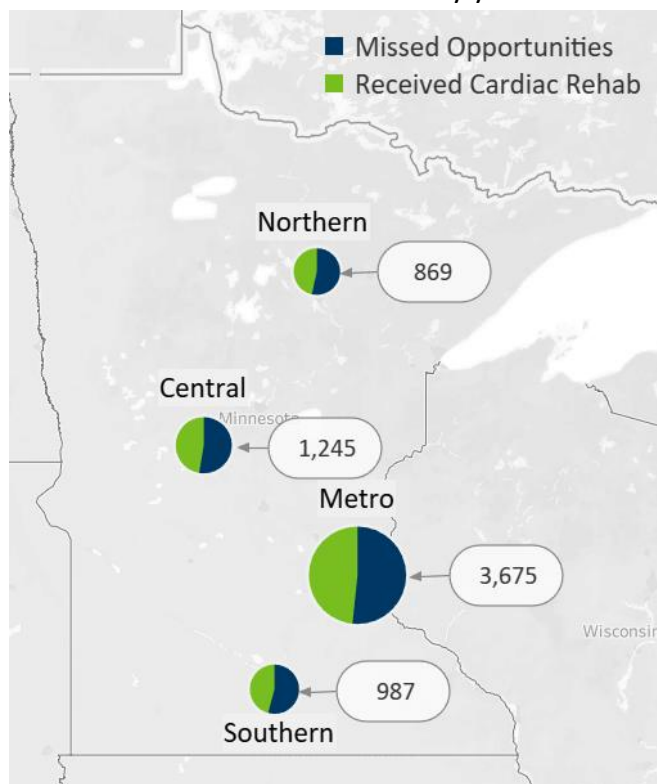 Missed Opportunities
Received Cardiac Rehab
Northern
869
Central
Minnesota
1,245
Metro
3,675
Wisconsin
987
Southern